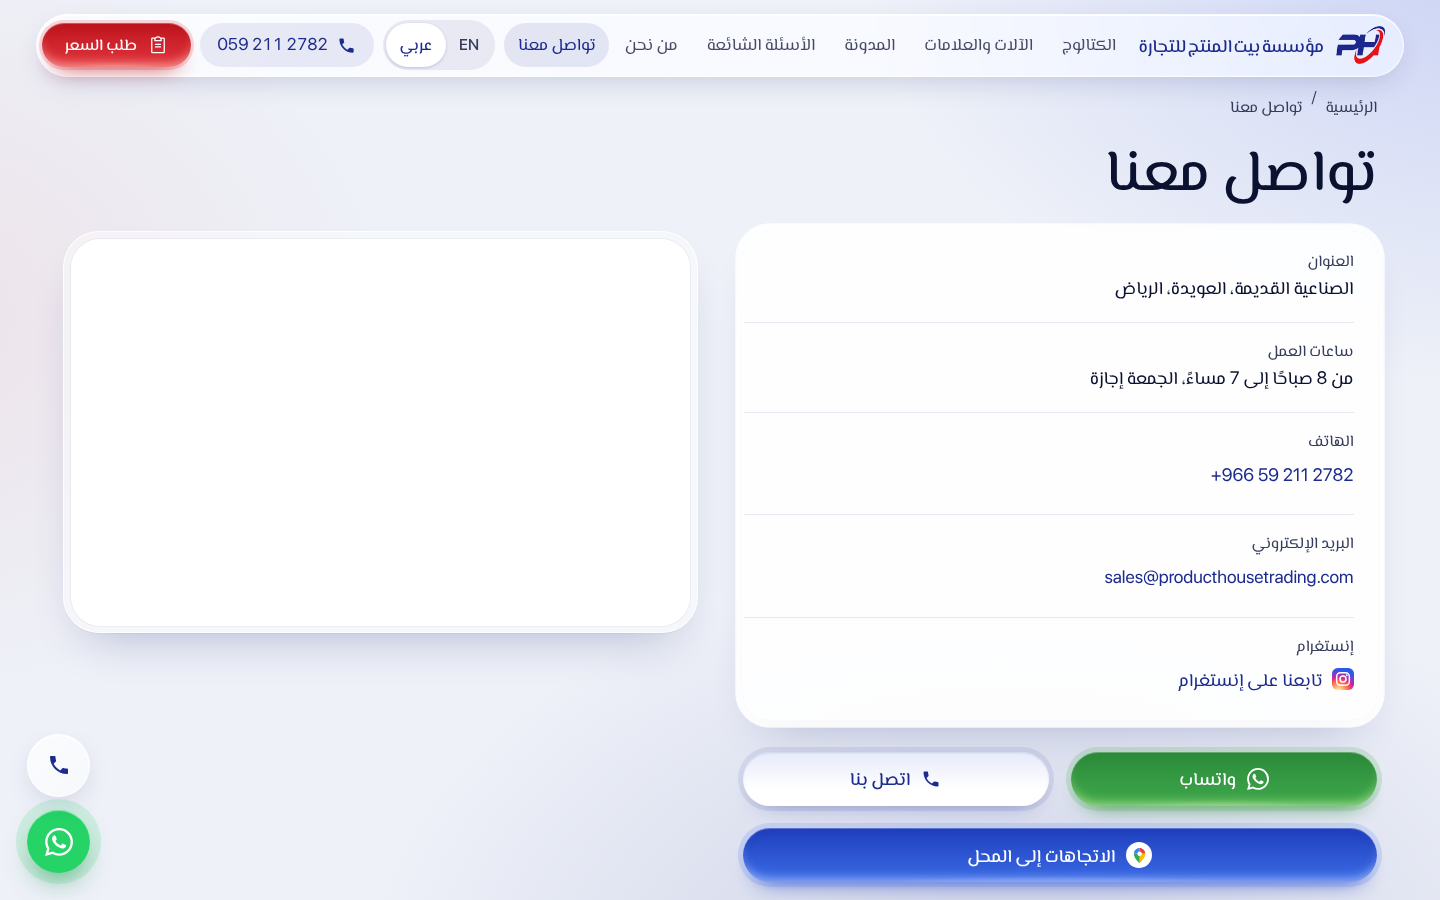 PH مؤسسة بيت المنتج للتجارة
الكتالوج
الآلات والعلامات
المدونة
الأسئلة الشائعة
من نحن
تواصل معنا
EN
عربي
059 211 2782
طلب السعر
الرئيسية / تواصل معنا
تواصل معنا
العنوان
الصناعية القديمة، العويدة، الرياض
ساعات العمل
من 8 صباحًا إلى 7 مساءً، الجمعة إجازة
الهاتف
+966 59 211 2782
البريد الإلكتروني
sales@producthousetrading.com
إنستغرام
تابعنا على إنستغرام
واتساب
اتصل بنا
الاتجاهات إلى المحل